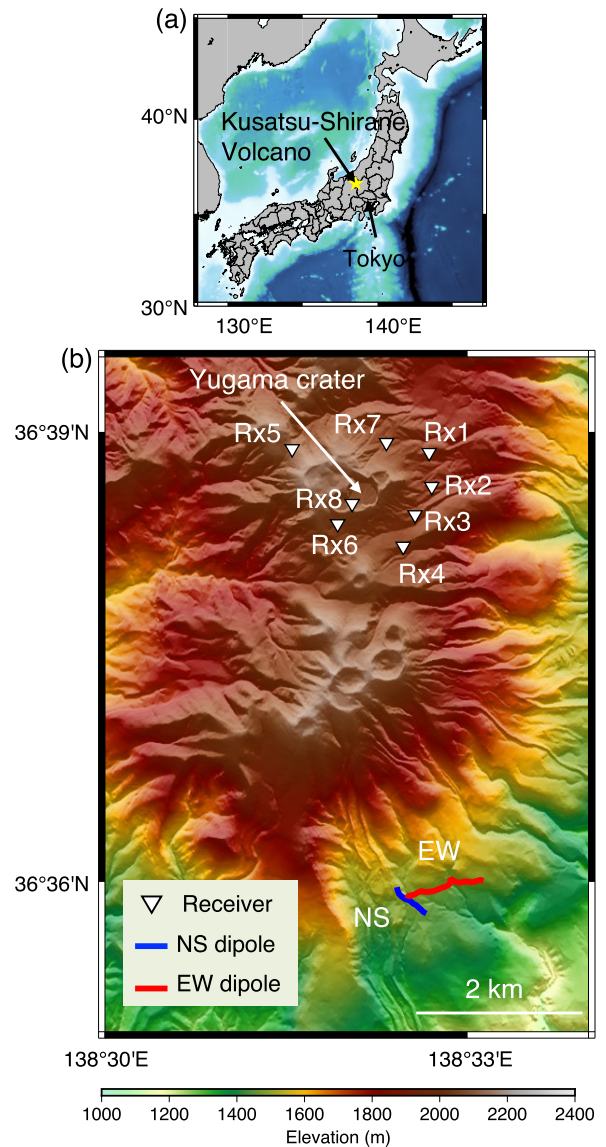 (a)
40°N
Kusatsu-Shirane
Volcano
Tokyo
30°N
130°E 140°E
(b)
Yugama crater
36°39'N
Rx5 Rx7 Rx1
Rx8 Rx2
Rx6 Rx3
Rx4
EW
36°36'N
NS
Receiver
NS dipole
EW dipole
2 km
138°30'E 138°33'E
1000 1200 1400 1600 1800 2000 2200 2400
Elevation (m)